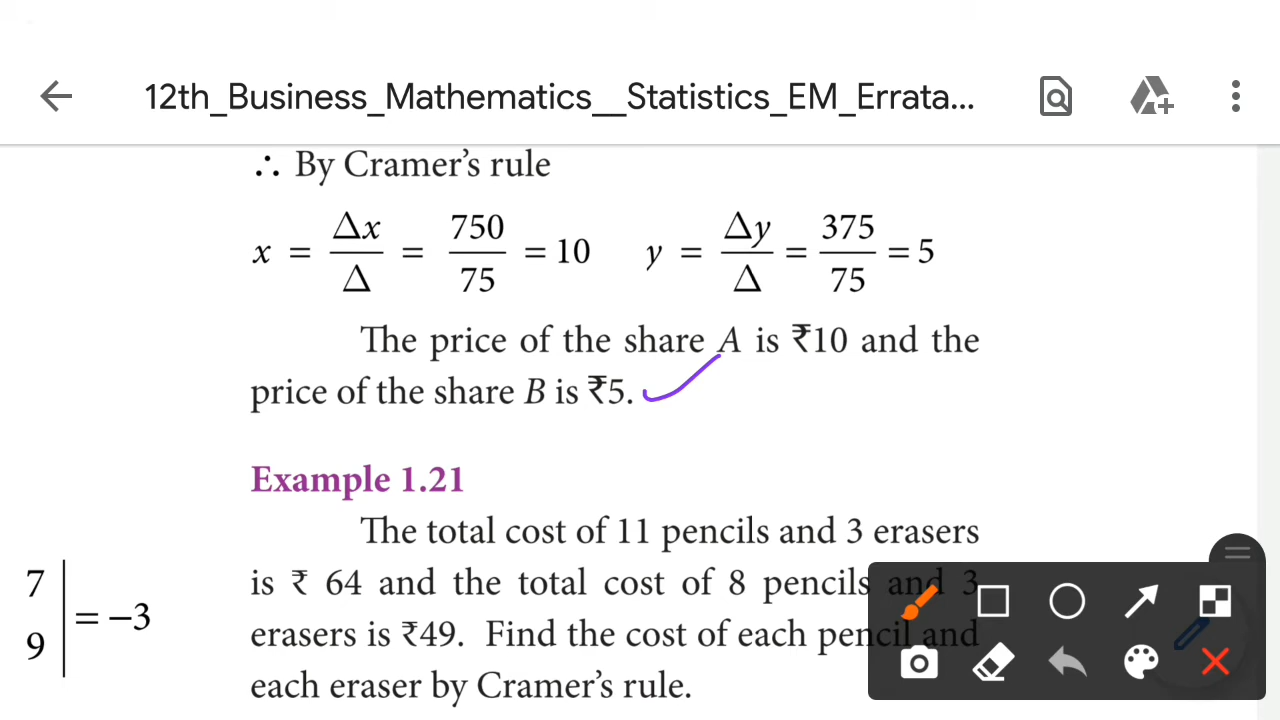 12th_Business_Mathematics__Statistics_EM_Errata...
∴ By Cramer's rule
x = Δx/Δ = 750/75 = 10 y = Δy/Δ = 375/75 = 5
The price of the share A is ₹10 and the
price of the share B is ₹5.
Example 1.21
The total cost of 11 pencils and 3 erasers
is ₹ 64 and the total cost of 8 pencils and 3
erasers is ₹49. Find the cost of each pencil and
each eraser by Cramer's rule.
7
9 | = −3